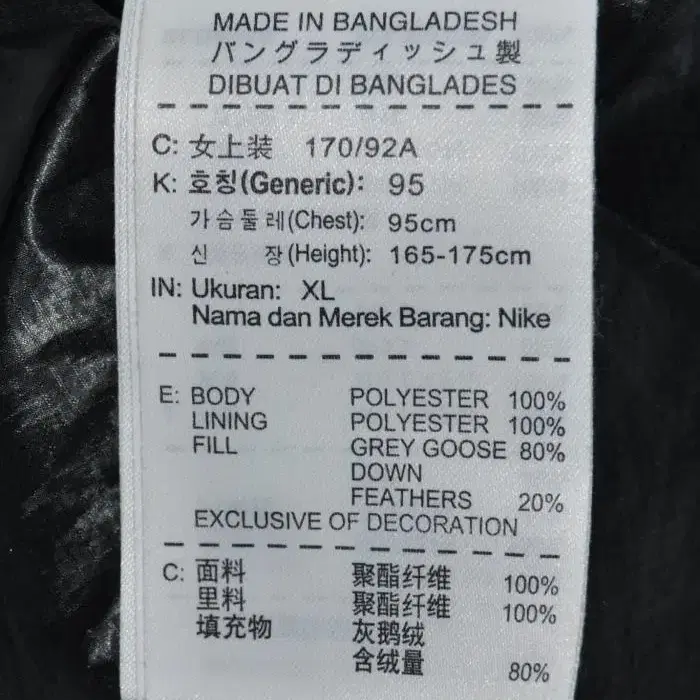 MADE IN BANGLADESH
バングラディッシュ製
DIBUAT DI BANGLADES
C: 女上装 170/92A
K: 호칭(Generic): 95
가슴둘레(Chest): 95cm
신 장(Height): 165-175cm
IN: Ukuran: XL
Nama dan Merek Barang: Nike
E: BODY POLYESTER 100%
LINING POLYESTER 100%
FILL GREY GOOSE 80%
DOWN
FEATHERS 20%
EXCLUSIVE OF DECORATION
C: 面料 聚酯纤维 100%
里料 聚酯纤维 100%
填充物 灰鹅绒
含绒量 80%